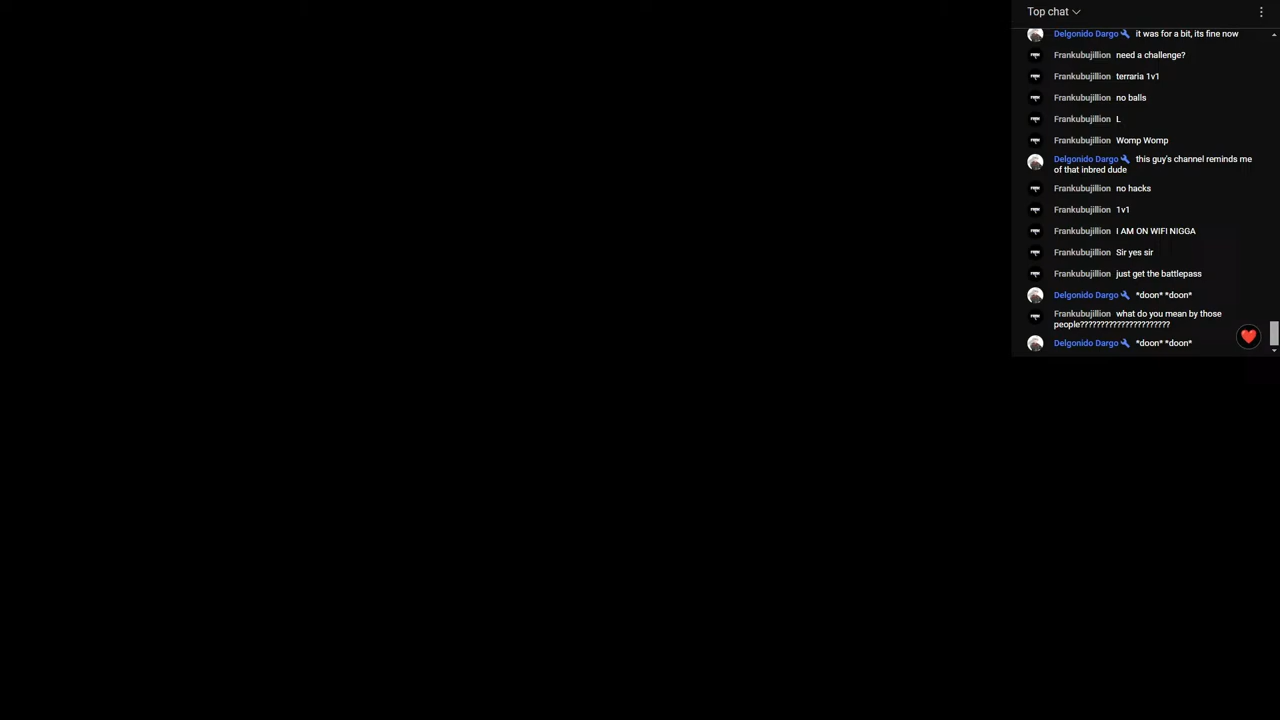 Top chat
Delgonido Dargo it was for a bit, its fine now
Frankubujillion need a challenge?
Frankubujillion terraria 1v1
Frankubujillion no balls
Frankubujillion L
Frankubujillion Womp Womp
Delgonido Dargo this guy's channel reminds me
of that inbred dude
Frankubujillion no hacks
Frankubujillion 1v1
Frankubujillion I AM ON WIFI NIGGA
Frankubujillion Sir yes sir
Frankubujillion just get the battlepass
Delgonido Dargo *doon* *doon*
Frankubujillion what do you mean by those
people??????????????????????
Delgonido Dargo *doon* *doon*